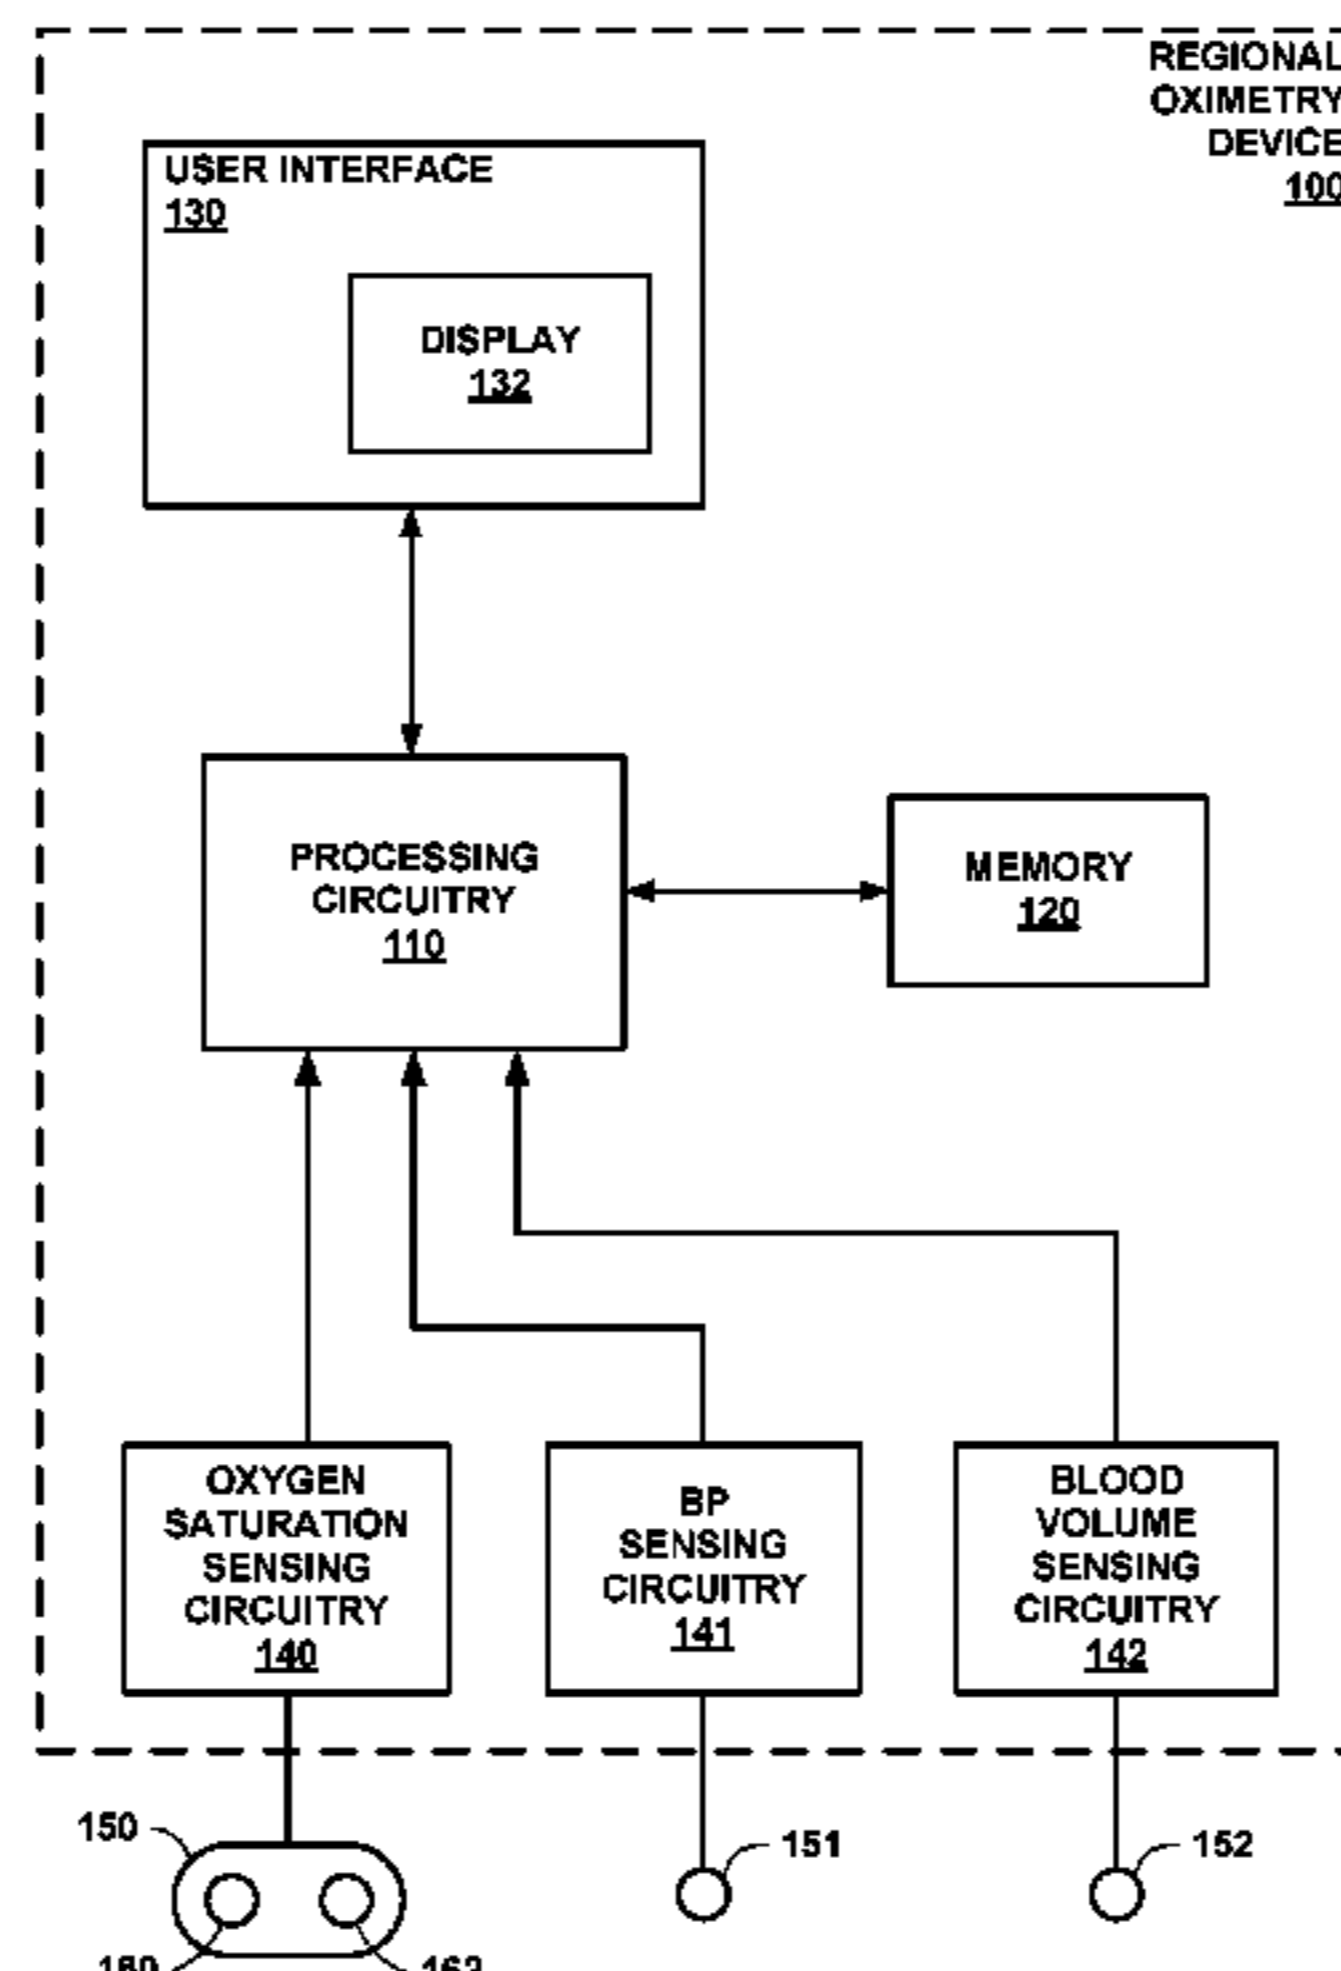 REGIONAL
OXIMETRY
DEVICE
100
USER INTERFACE
130
DISPLAY
132
PROCESSING
CIRCUITRY
110
MEMORY
120
OXYGEN
SATURATION
SENSING
CIRCUITRY
140
BP
SENSING
CIRCUITRY
141
BLOOD
VOLUME
SENSING
CIRCUITRY
142
150
151
152